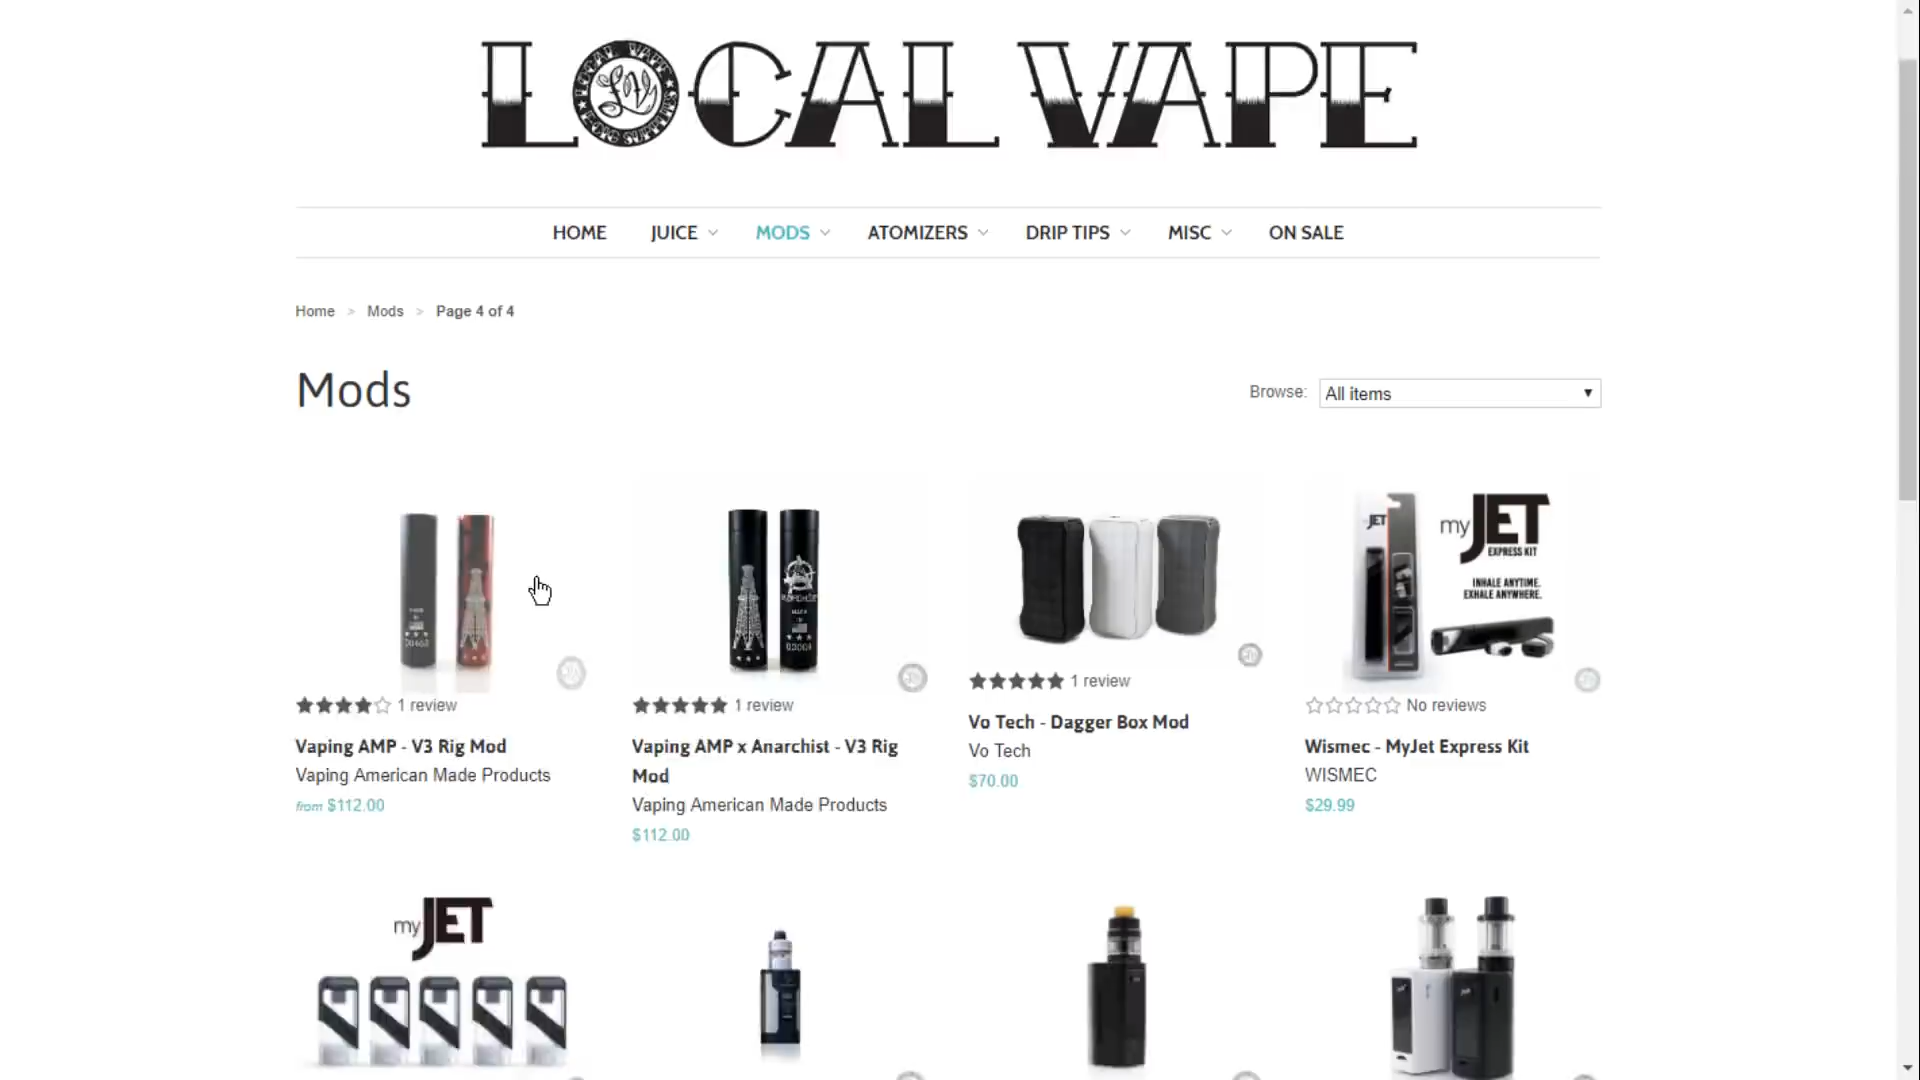 LOCAL VAPE
HOME
JUICE
MODS
ATOMIZERS
DRIP TIPS
MISC
ON SALE
Home > Mods > Page 4 of 4
Mods
Browse: All items
my JET
EXPRESS KIT
INHALE ANYTIME.
EXHALE ANYWHERE.
1 review
Vaping AMP - V3 Rig Mod
Vaping American Made Products
from $112.00
1 review
Vaping AMP x Anarchist - V3 Rig
Mod
Vaping American Made Products
$112.00
1 review
Vo Tech - Dagger Box Mod
Vo Tech
$70.00
No reviews
Wismec - MyJet Express Kit
WISMEC
$29.99
my JET